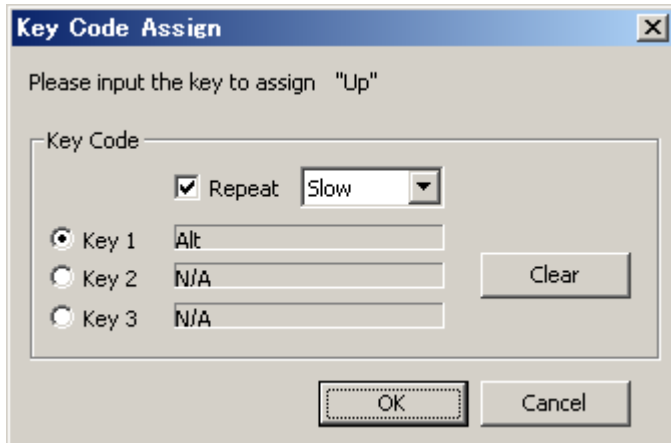 Key Code Assign
Please input the key to assign "Up"
Key Code
Repeat Slow
Key 1 Alt
Key 2 N/A
Clear
Key 3 N/A
OK Cancel